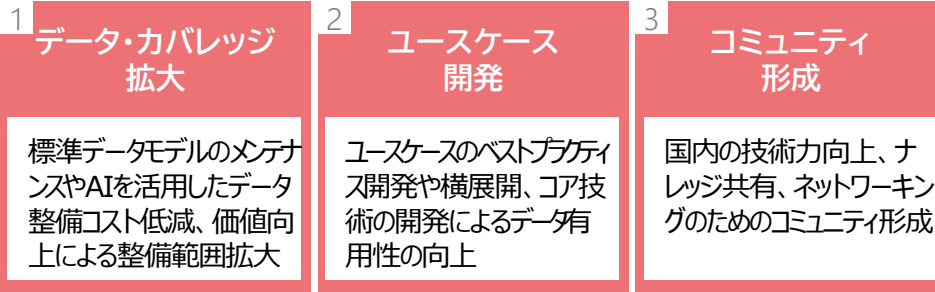 1
データ・カバレッジ
拡大
標準データモデルのメンテナ
ンスやAIを活用したデータ
整備コスト低減、価値向
上による整備範囲拡大
2
ユースケース
開発
ユースケースのベストプラクティ
ス開発や横展開、コア技
術の開発によるデータ有
用性の向上
3
コミュニティ
形成
国内の技術力向上、ナ
レッジ共有、ネットワーキン
グのためのコミュニティ形成